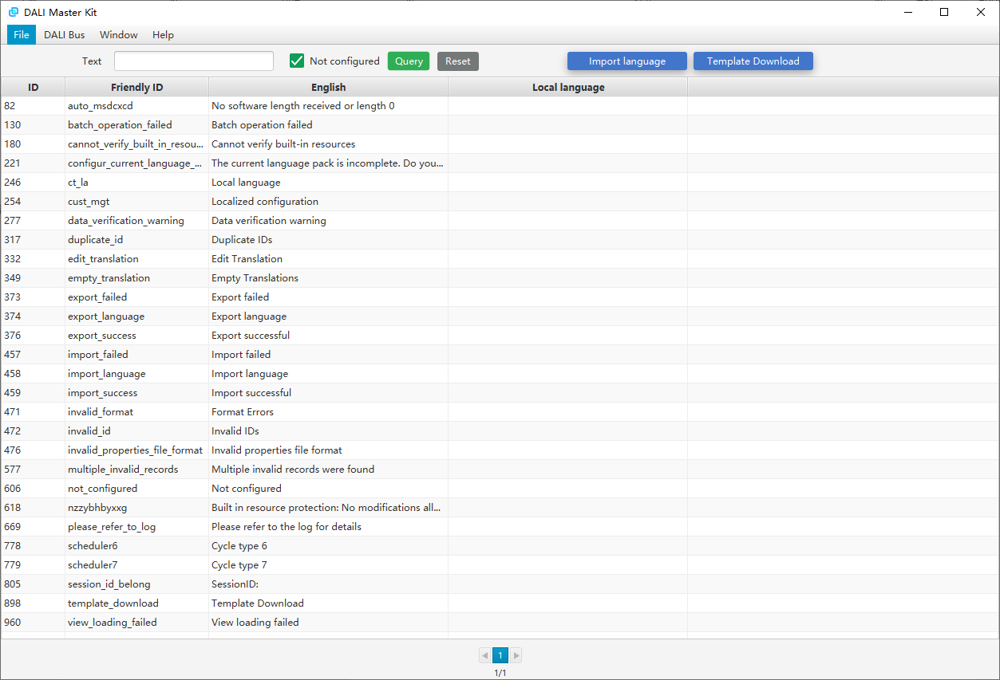 DALI Master Kit
File DALI Bus Window Help
Text Not configured Query Reset Import language Template Download
ID Friendly ID English Local language
82 auto_msdcxcd No software length received or length 0
130 batch_operation_failed Batch operation failed
180 cannot_verify_built_in_resou... Cannot verify built-in resources
221 configur_current_language_... The current language pack is incomplete. Do you...
246 ct_la Local language
254 cust_mgt Localized configuration
277 data_verification_warning Data verification warning
317 duplicate_id Duplicate IDs
332 edit_translation Edit Translation
349 empty_translation Empty Translations
373 export_failed Export failed
374 export_language Export language
376 export_success Export successful
457 import_failed Import failed
458 import_language Import language
459 import_success Import successful
471 invalid_format Format Errors
472 invalid_id Invalid IDs
476 invalid_properties_file_format Invalid properties file format
577 multiple_invalid_records Multiple invalid records were found
606 not_configured Not configured
618 nzzybhbyxxg Built in resource protection: No modifications all...
669 please_refer_to_log Please refer to the log for details
778 scheduler6 Cycle type 6
779 scheduler7 Cycle type 7
805 session_id_belong SessionID:
898 template_download Template Download
960 view_loading_failed View loading failed
1
1/1